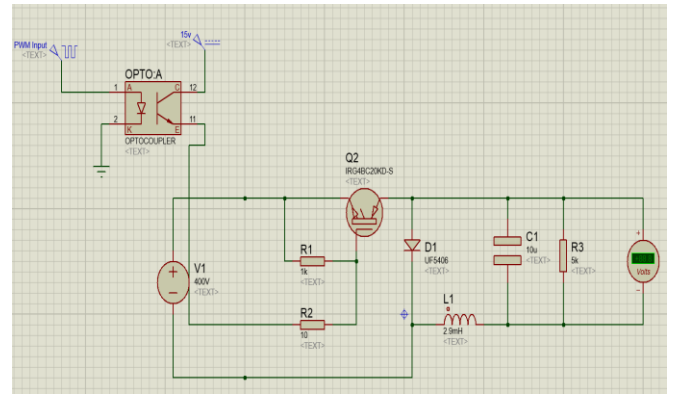 15v
<TEXT>
PWM Input
<TEXT>
OPTO:A
1
A
C
12
2
K
E
11
OPTOCOUPLER
<TEXT>
Q2
IRG4BC20KD-S
<TEXT>
V1
400V
<TEXT>
R1
1k
<TEXT>
R2
10
<TEXT>
D1
UF5406
<TEXT>
C1
10u
<TEXT>
R3
5k
<TEXT>
L1
2.9mH
<TEXT>
+
Volts
−